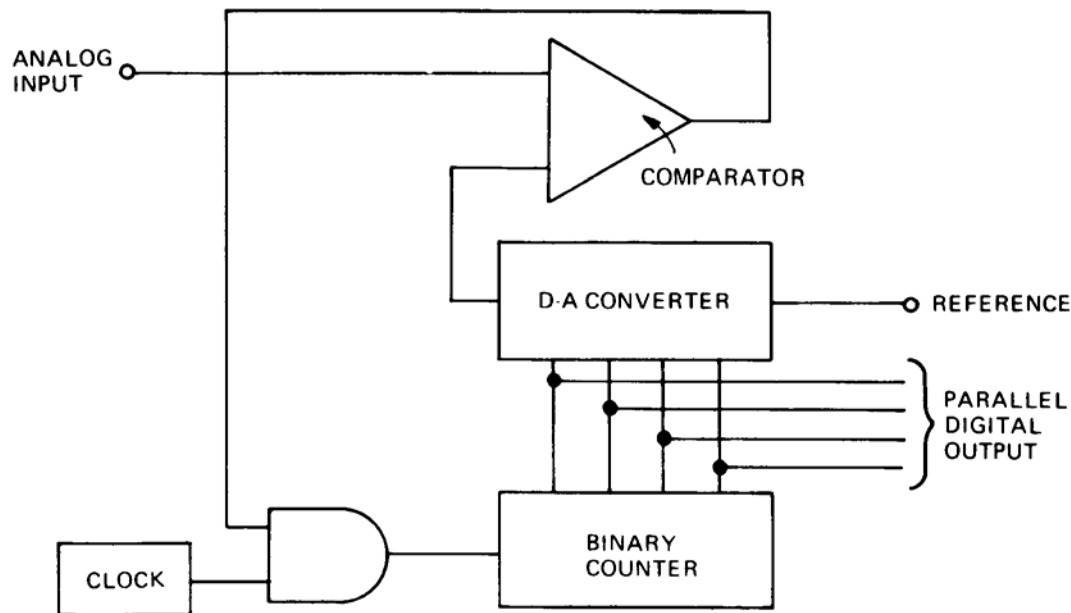 ANALOG
INPUT
COMPARATOR
D-A CONVERTER
REFERENCE
PARALLEL
DIGITAL
OUTPUT
BINARY
COUNTER
CLOCK